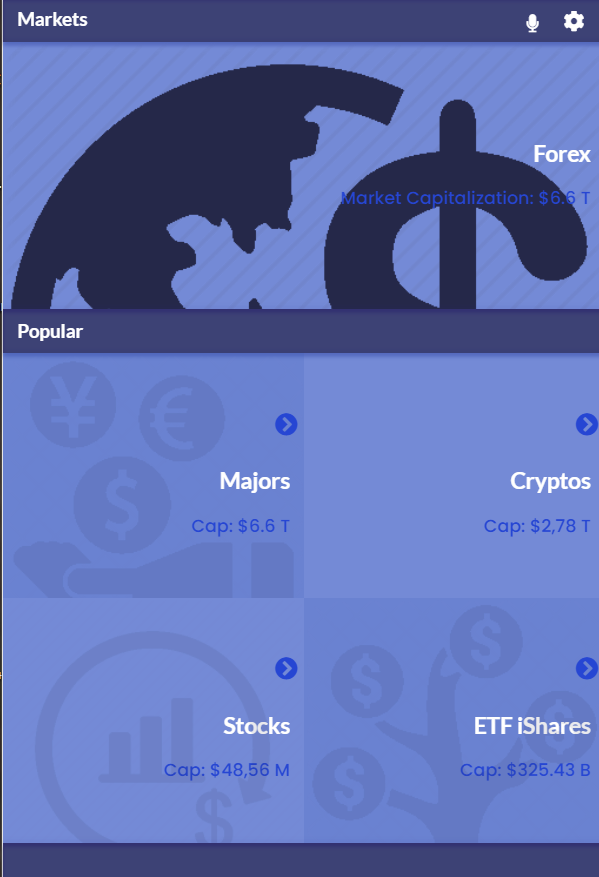 Markets
Forex
Market Capitalization: $6.6 T
Popular
Majors
Cap: $6.6 T
Cryptos
Cap: $2,78 T
Stocks
Cap: $48,56 M
ETF iShares
Cap: $325.43 B